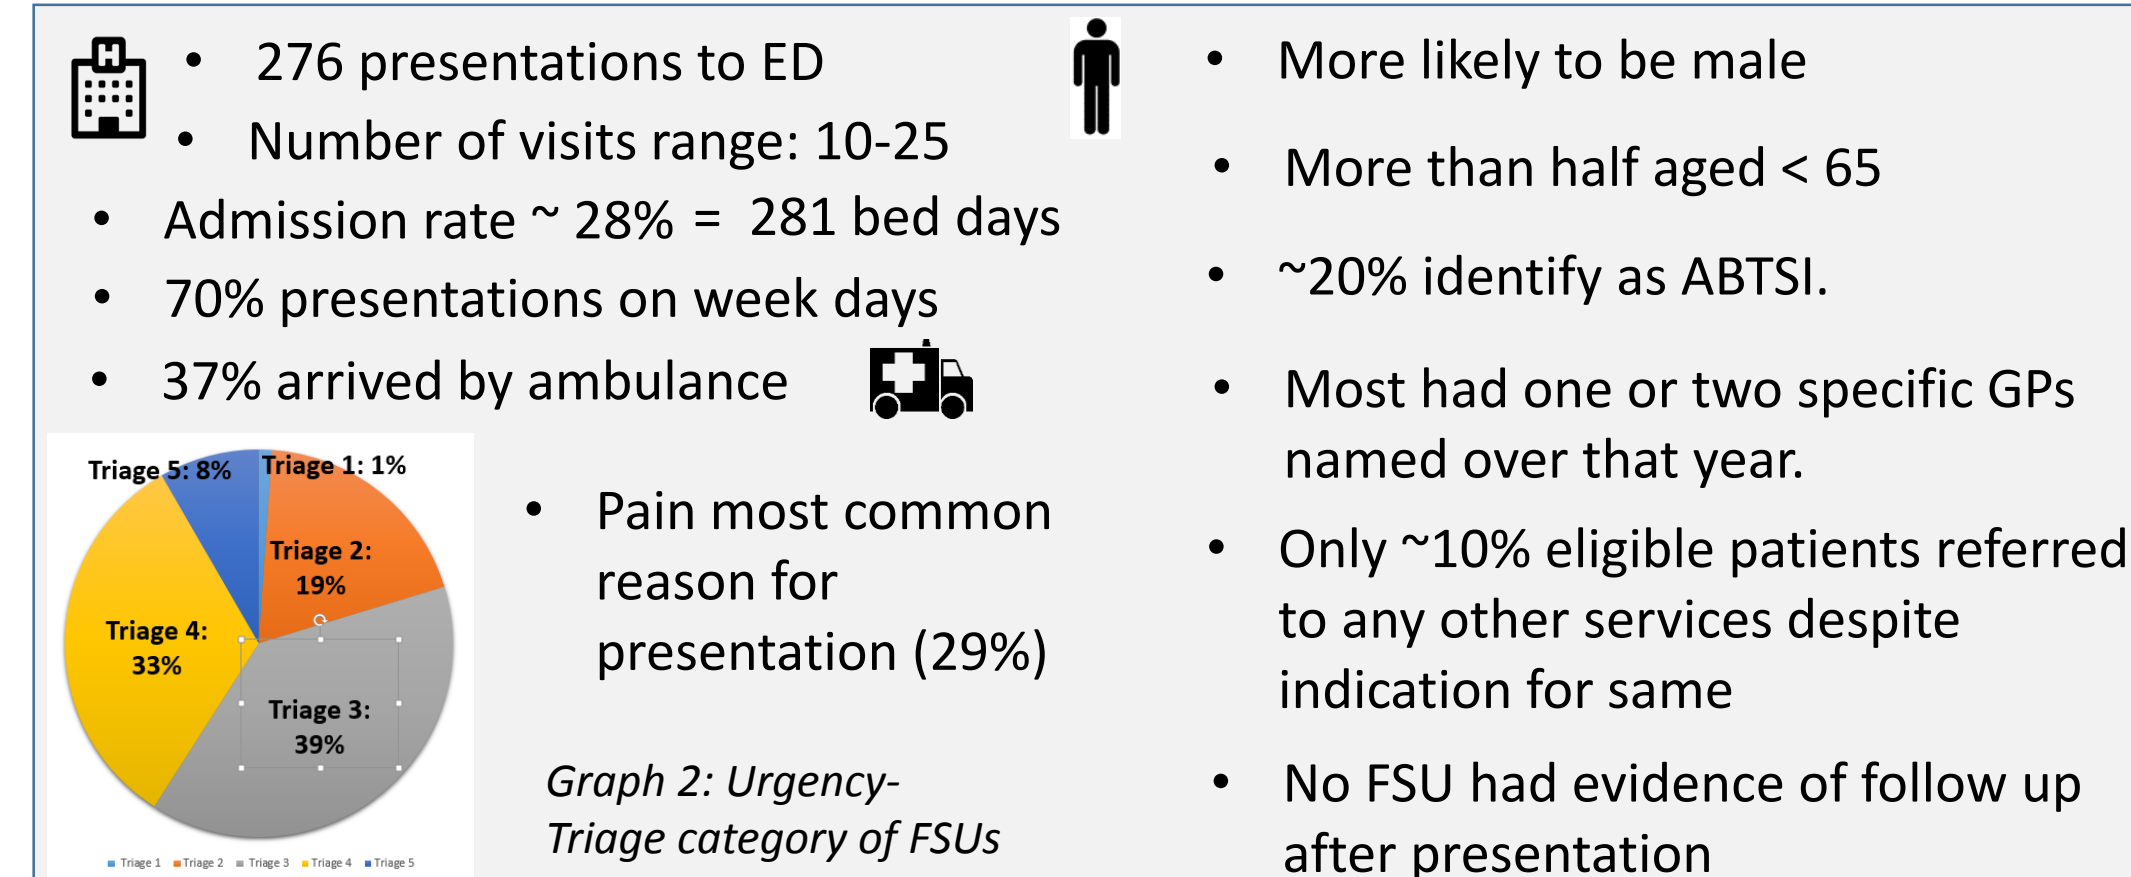 H
• 276 presentations to ED
• Number of visits range: 10-25
• Admission rate ~ 28% = 281 bed days
• 70% presentations on week days
• 37% arrived by ambulance
Triage 5: 8%
Triage 1: 1%
Triage 2:
19%
Triage 4:
33%
Triage 3:
39%
Triage 1 Triage 2 Triage 3 Triage 4 Triage 5
• Pain most common
reason for
presentation (29%)
Graph 2: Urgency-
Triage category of FSUs
• More likely to be male
• More than half aged < 65
• ~20% identify as ABTSI.
• Most had one or two specific GPs
named over that year.
• Only ~10% eligible patients referred
to any other services despite
indication for same
• No FSU had evidence of follow up
after presentation